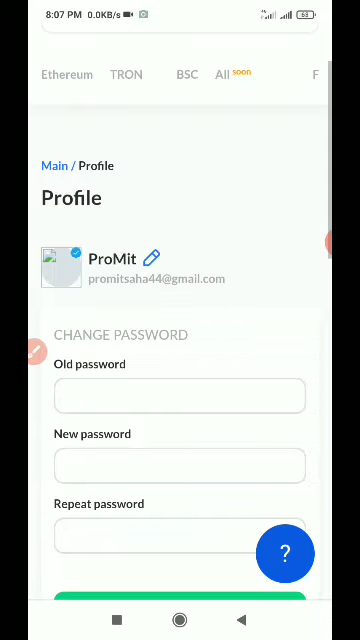 8:07 PM 0.0KB/s 63
Ethereum TRON BSC All soon F
Main / Profile
Profile
ProMit
promitsaha44@gmail.com
CHANGE PASSWORD
Old password
New password
Repeat password
?